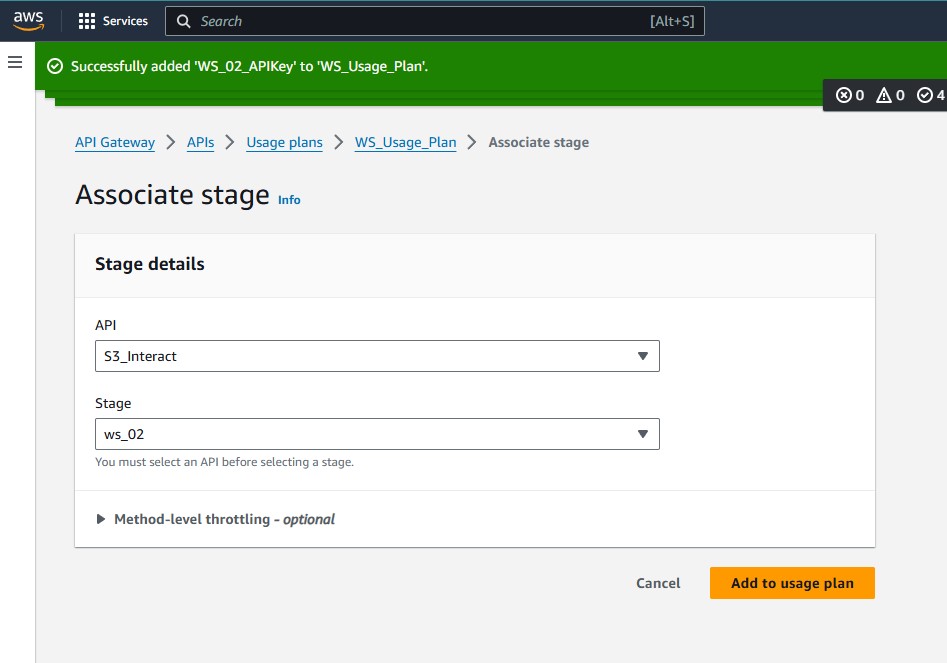 aws
Services
Search
[Alt+S]
Successfully added 'WS_02_APIKey' to 'WS_Usage_Plan'.
0 0 4
API Gateway > APIs > Usage plans > WS_Usage_Plan > Associate stage
Associate stage Info
Stage details
API
S3_Interact
Stage
ws_02
You must select an API before selecting a stage.
Method-level throttling - optional
Cancel
Add to usage plan